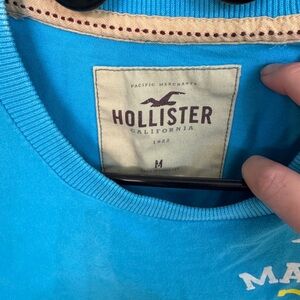 PACIFIC MERCHANTS
HOLLISTER
CALIFORNIA
1922
M
MA